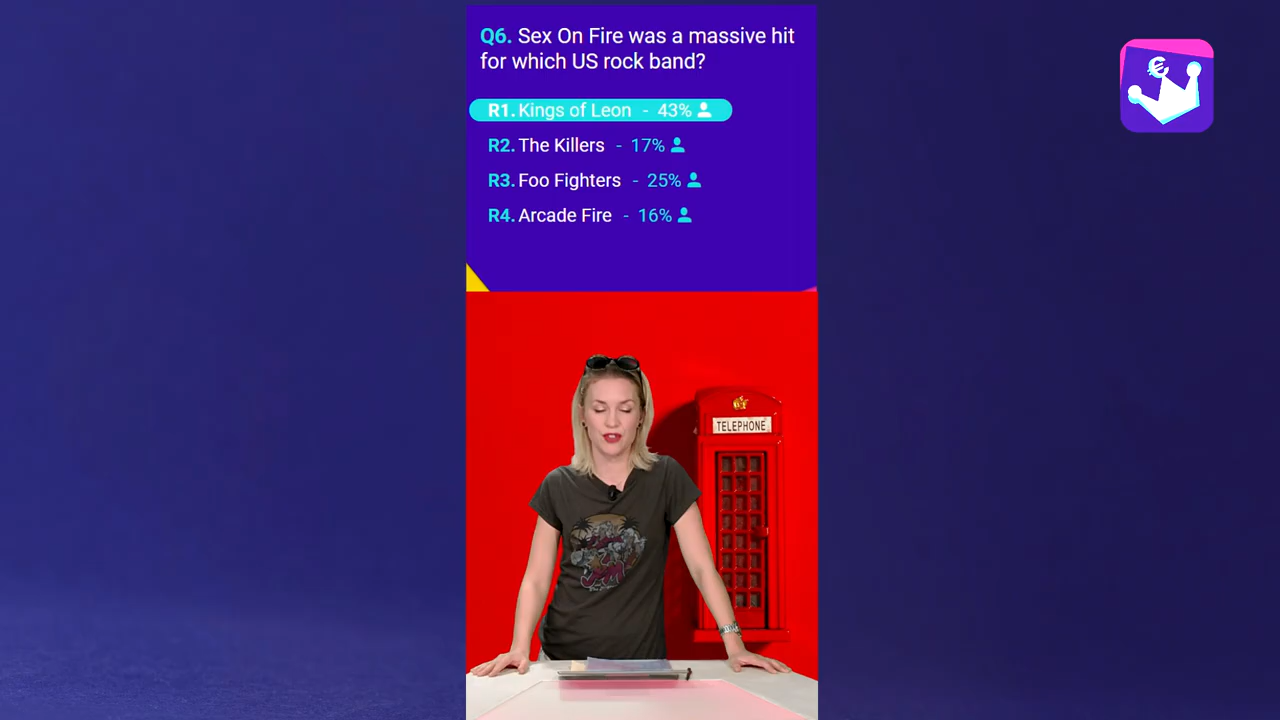 Q6. Sex On Fire was a massive hit
for which US rock band?
R1. Kings of Leon - 43%
R2. The Killers - 17%
R3. Foo Fighters - 25%
R4. Arcade Fire - 16%
€
TELEPHONE